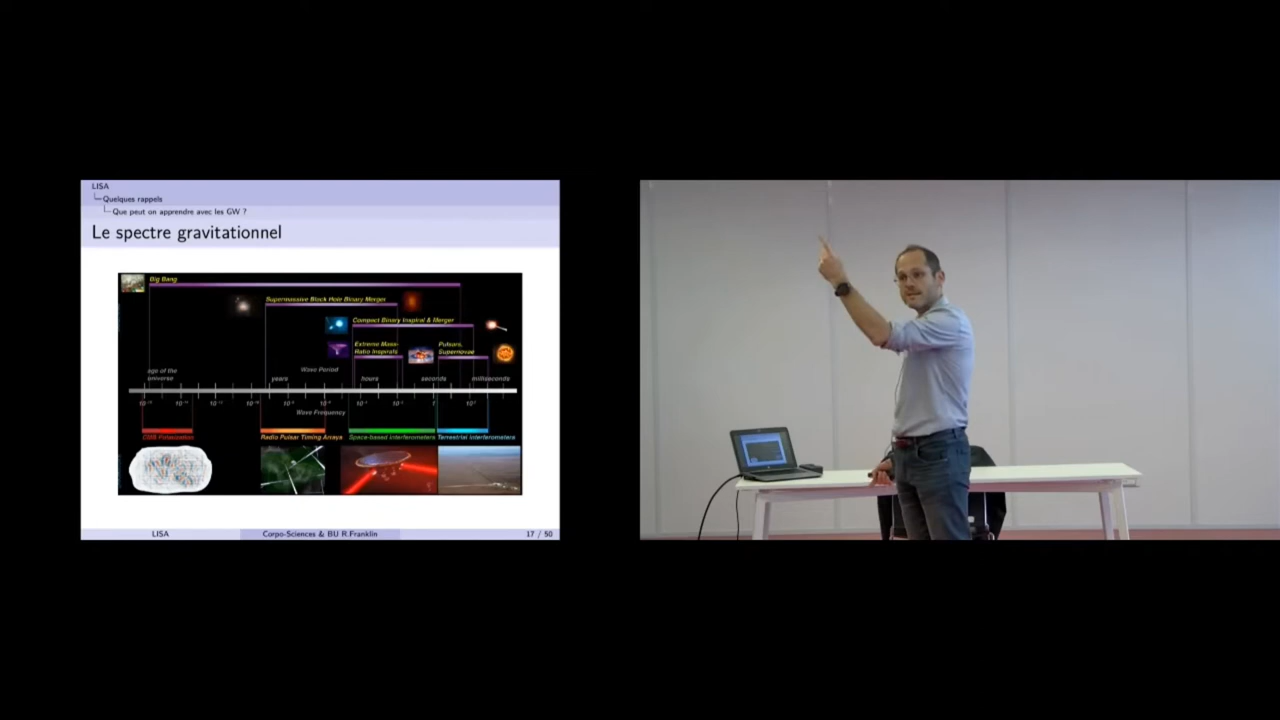 LISA
Quelques rappels
Que peut on apprendre avec les GW ?
Le spectre gravitationnel
Big Bang
Supermassive Black Hole Binary Merger
Compact Binary Inspiral & Merger
Extreme Mass-
Ratio Inspirals
Pulsars,
Supernovae
age of the
universe
Wave Period
years
hours
seconds
milliseconds
Wave Frequency
CMB Polarization
Radio Pulsar Timing Arrays
Space-based interferometers
Terrestrial interferometers
LISA
Corpo-Sciences & BU R.Franklin
17 / 50